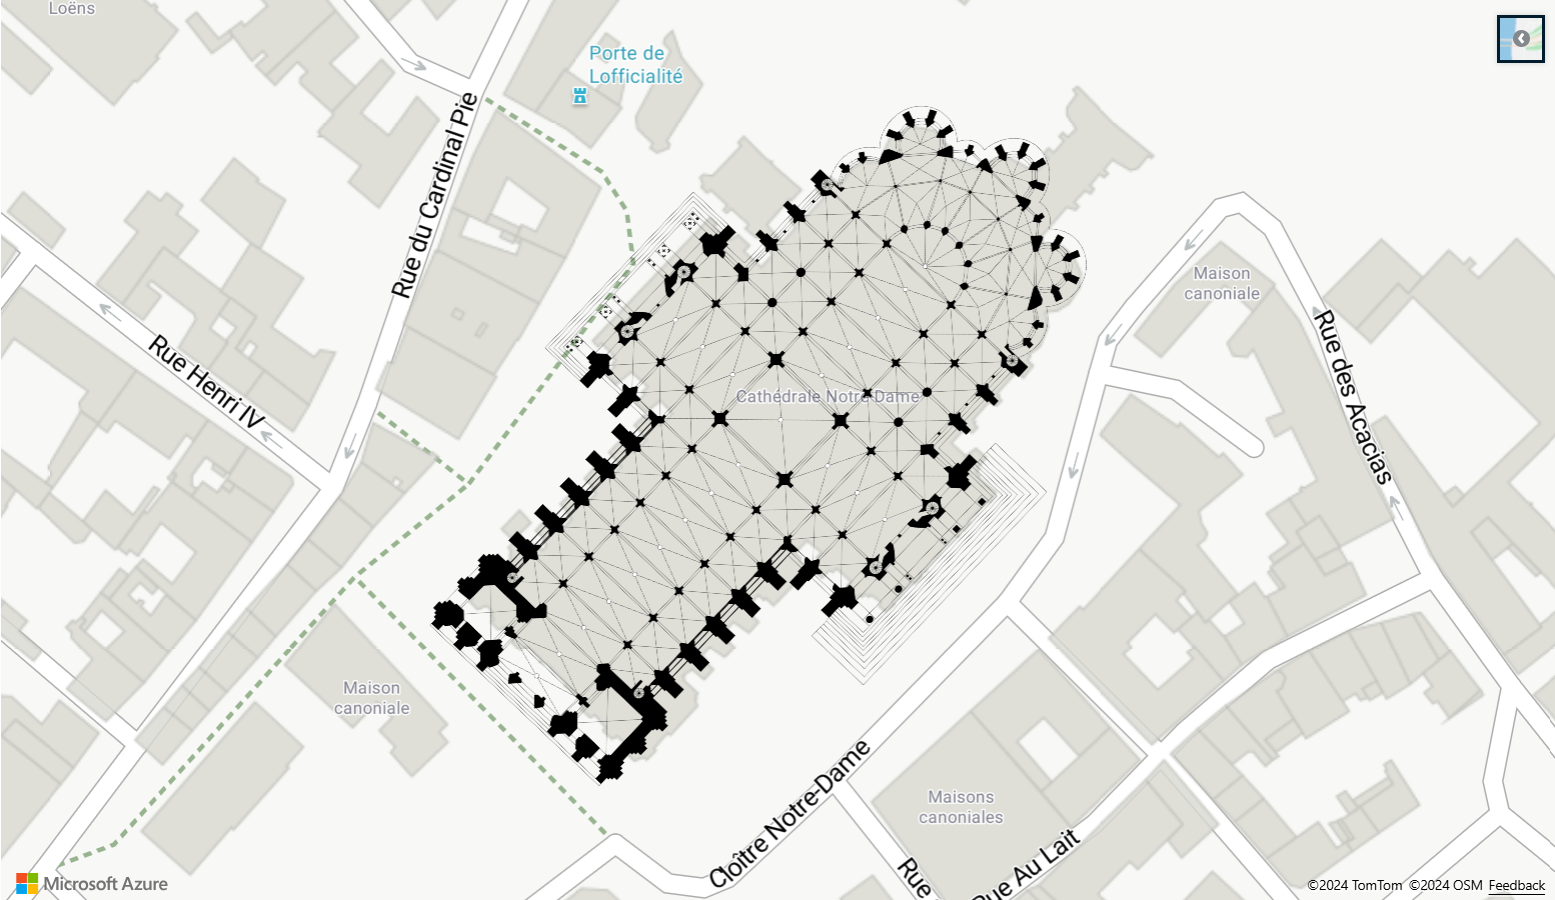 Loëns
Porte de
Lofficialité
Rue du Cardinal Pie
Rue Henri IV
Cathédrale Notre-Dame
Maison
canoniale
Rue des Acacias
Maison
canoniale
Cloître Notre-Dame
Maisons
canoniales
Rue
Rue Au Lait
Microsoft Azure
©2024 TomTom ©2024 OSM Feedback